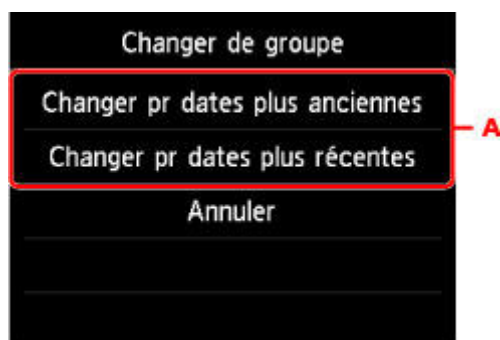 Changer de groupe
Changer pr dates plus anciennes
A
Changer pr dates plus récentes
Annuler